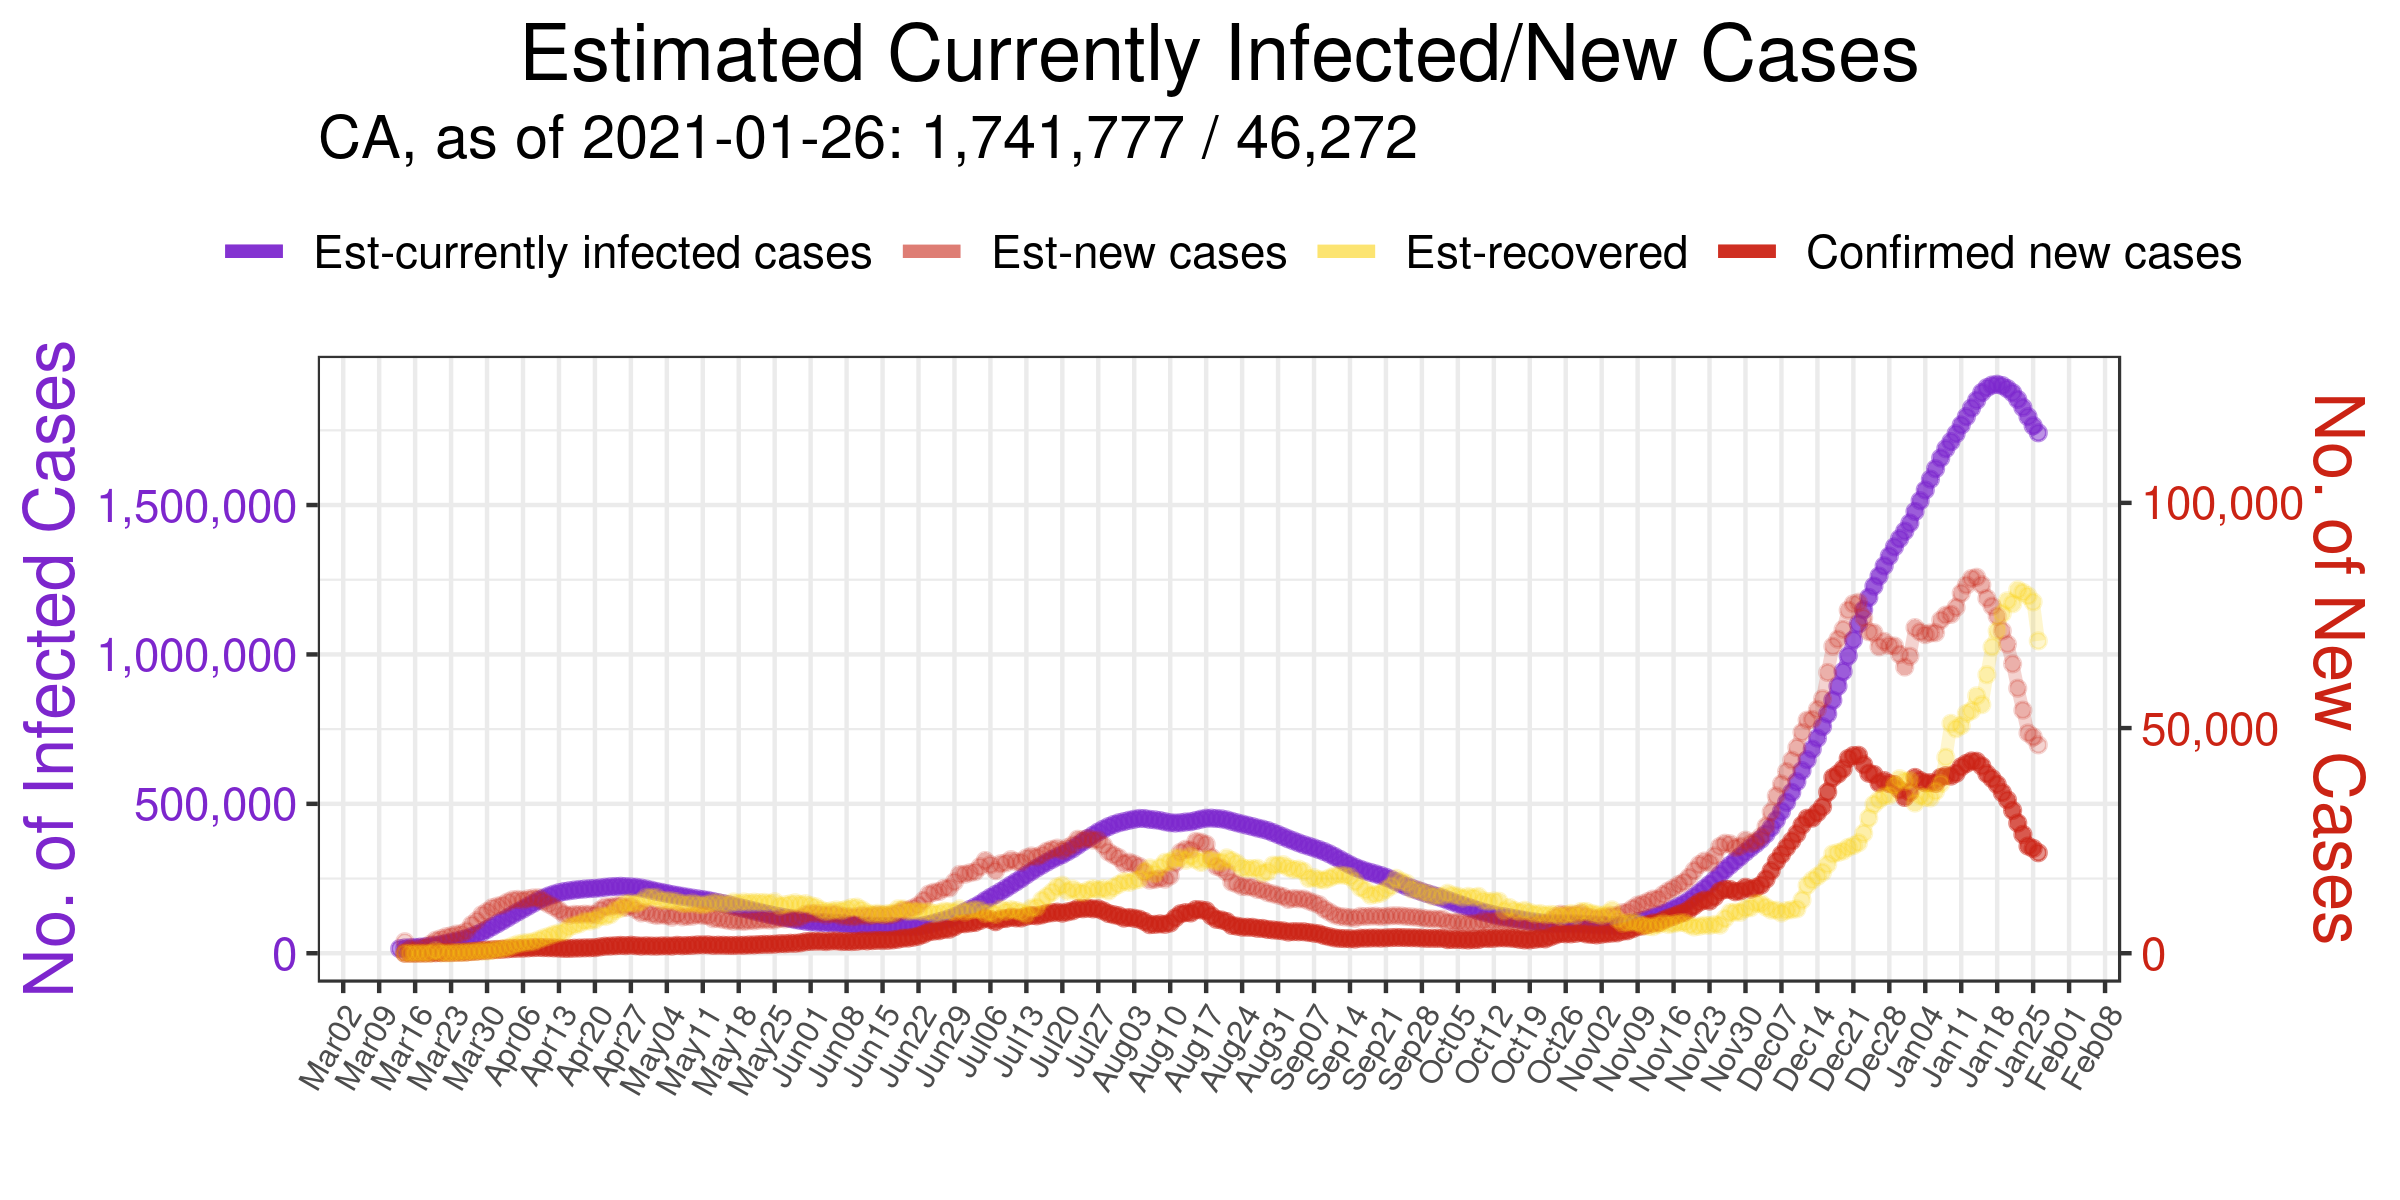 Estimated Currently Infected/New Cases
CA, as of 2021-01-26: 1,741,777 / 46,272
Est-currently infected cases Est-new cases Est-recovered Confirmed new cases
No. of Infected Cases
1,500,000
1,000,000
500,000
0
100,000
50,000
0
No. of New Cases
Mar02 Mar09 Mar16 Mar23 Mar30 Apr06 Apr13 Apr20 Apr27 May04 May11 May18 May25 Jun01 Jun08 Jun15 Jun22 Jun29 Jul06 Jul13 Jul20 Jul27 Aug03 Aug10 Aug17 Aug24 Aug31 Sep07 Sep14 Sep21 Sep28 Oct05 Oct12 Oct19 Oct26 Nov02 Nov09 Nov16 Nov23 Nov30 Dec07 Dec14 Dec21 Dec28 Jan04 Jan11 Jan18 Jan25 Feb01 Feb08